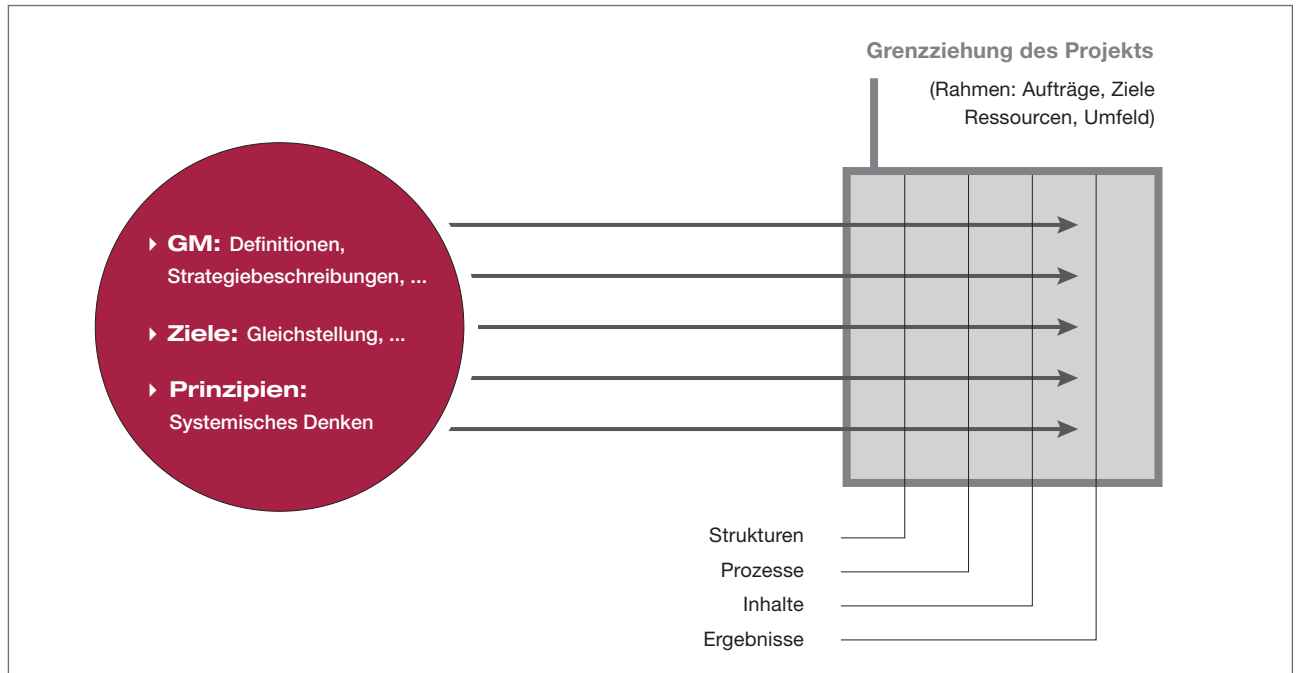 Grenzziehung des Projekts
(Rahmen: Aufträge, Ziele
Ressourcen, Umfeld)
GM: Definitionen,
Strategiebeschreibungen, ...
Ziele: Gleichstellung, ...
Prinzipien:
Systemisches Denken
Strukturen
Prozesse
Inhalte
Ergebnisse